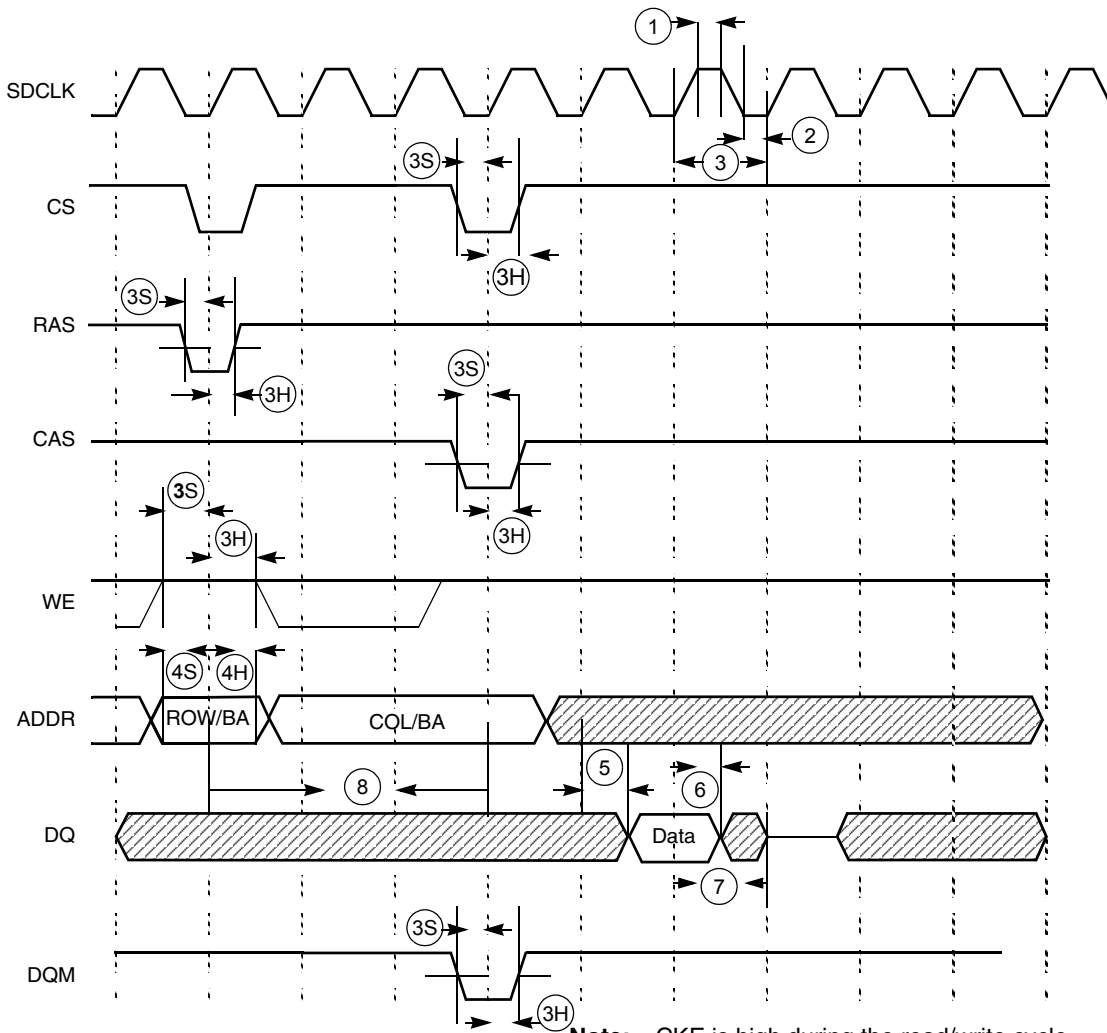 1
SDCLK
2
3S
3
CS
3H
3S
RAS
3S
3H
CAS
3S
3H
3H
WE
4S
4H
ADDR
ROW/BA
COL/BA
5
8
6
DQ
Data
7
3S
DQM
3H
Note: CKE is high during the read/write cycle